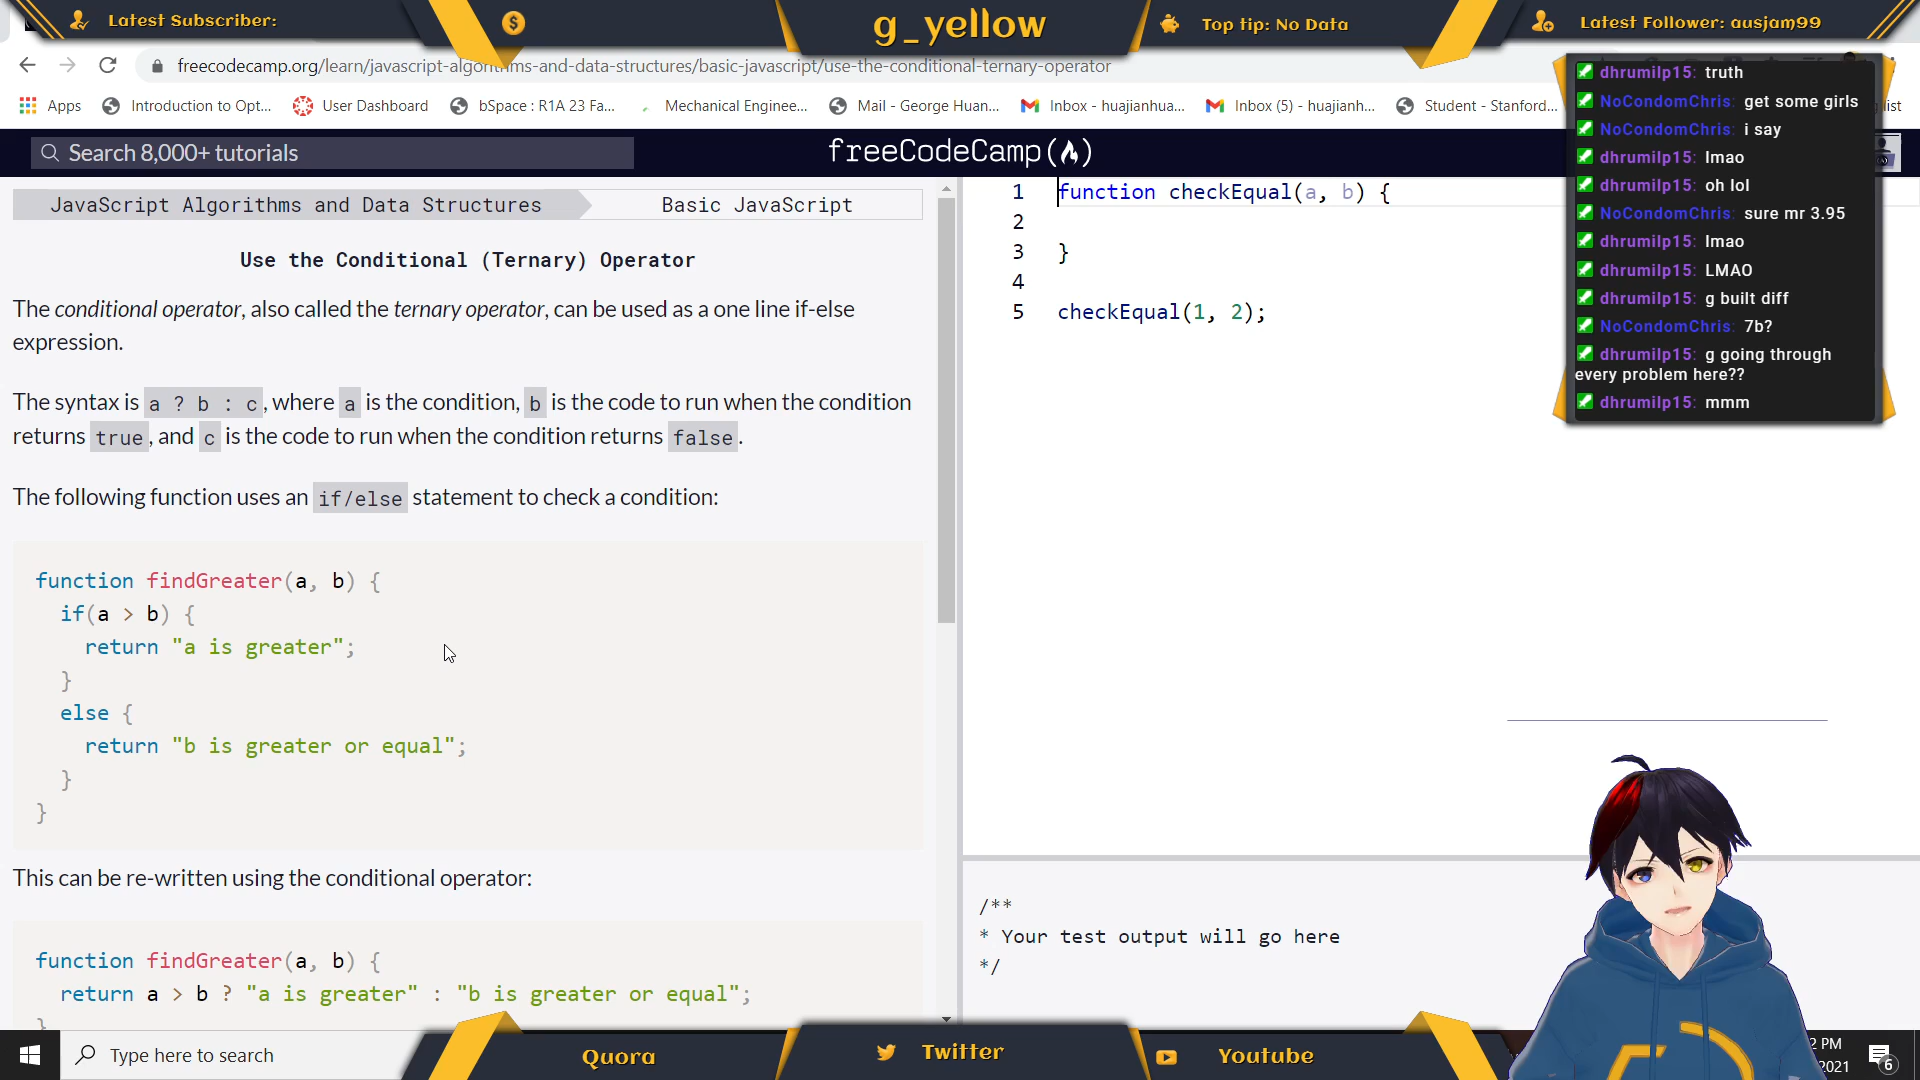 Latest Subscriber:
g_yellow
Top tip: No Data
Latest Follower: ausjam99
freecodecamp.org/learn/javascript-algorithms-and-data-structures/basic-javascript/use-the-conditional-ternary-operator
Apps
Introduction to Opt...
User Dashboard
bSpace : R1A 23 Fa...
Mechanical Enginee...
Mail - George Huan...
Inbox - huajianhua...
Inbox (5) - huajianh...
Student - Stanford...
Search 8,000+ tutorials
freeCodeCamp(🔥)
JavaScript Algorithms and Data Structures
Basic JavaScript
Use the Conditional (Ternary) Operator
The conditional operator, also called the ternary operator, can be used as a one line if-else
expression.
The syntax is a ? b : c, where a is the condition, b is the code to run when the condition
returns true, and c is the code to run when the condition returns false.
The following function uses an if/else statement to check a condition:
function findGreater(a, b) {
if(a > b) {
return "a is greater";
}
else {
return "b is greater or equal";
}
}
This can be re-written using the conditional operator:
function findGreater(a, b) {
return a > b ? "a is greater" : "b is greater or equal";
}
1 function checkEqual(a, b) {
2
3 }
4
5 checkEqual(1, 2);
/**
* Your test output will go here
*/
dhrumilp15: truth
NoCondomChris: get some girls
NoCondomChris: i say
dhrumilp15: lmao
dhrumilp15: oh lol
NoCondomChris: sure mr 3.95
dhrumilp15: lmao
dhrumilp15: LMAO
dhrumilp15: g built diff
NoCondomChris: 7b?
dhrumilp15: g going through
every problem here??
dhrumilp15: mmm
Type here to search
Quora
Twitter
Youtube
2 PM
2021
6